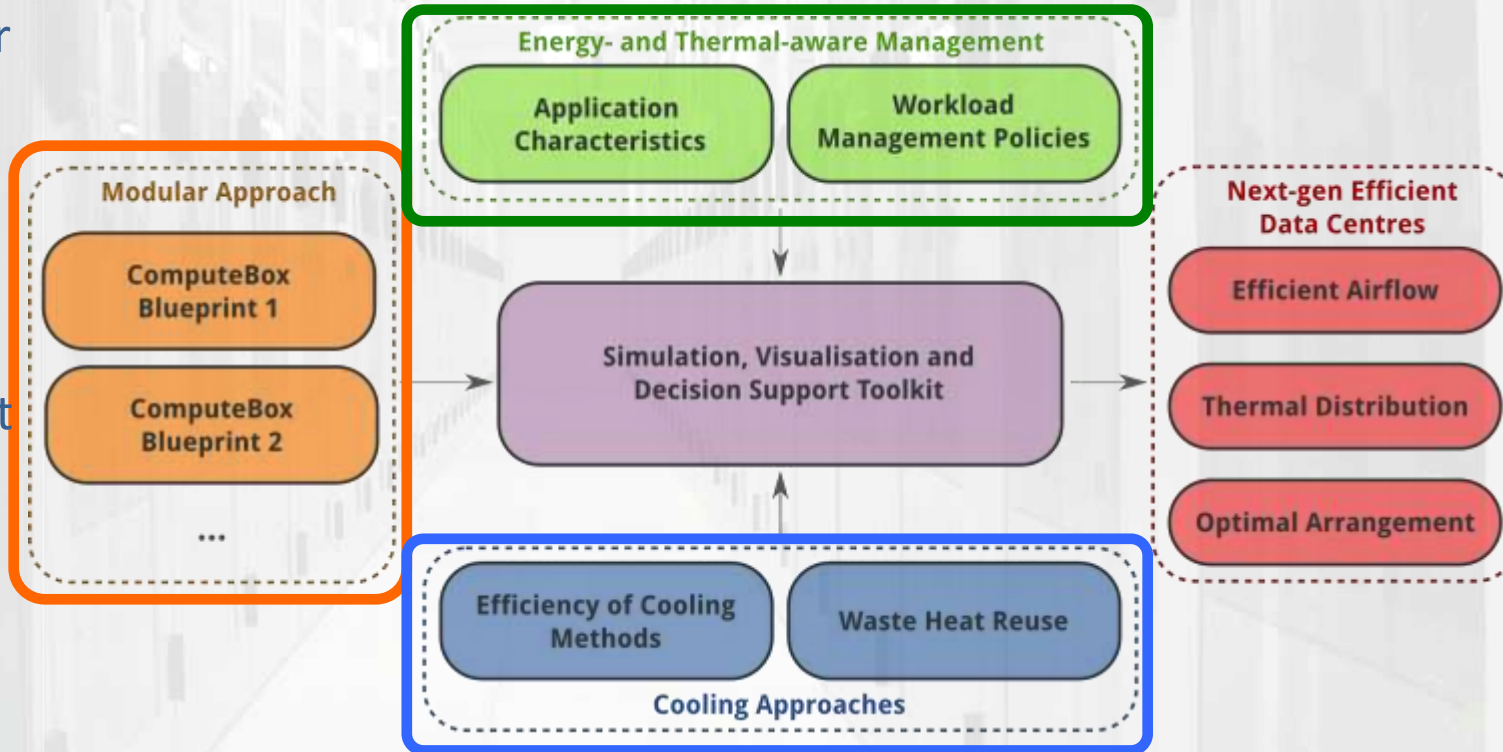 Energy- and Thermal-aware Management
Application
Characteristics
Workload
Management Policies
Modular Approach
ComputeBox
Blueprint 1
ComputeBox
Blueprint 2
...
Simulation, Visualisation and
Decision Support Toolkit
Efficiency of Cooling
Methods
Waste Heat Reuse
Cooling Approaches
Next-gen Efficient
Data Centres
Efficient Airflow
Thermal Distribution
Optimal Arrangement